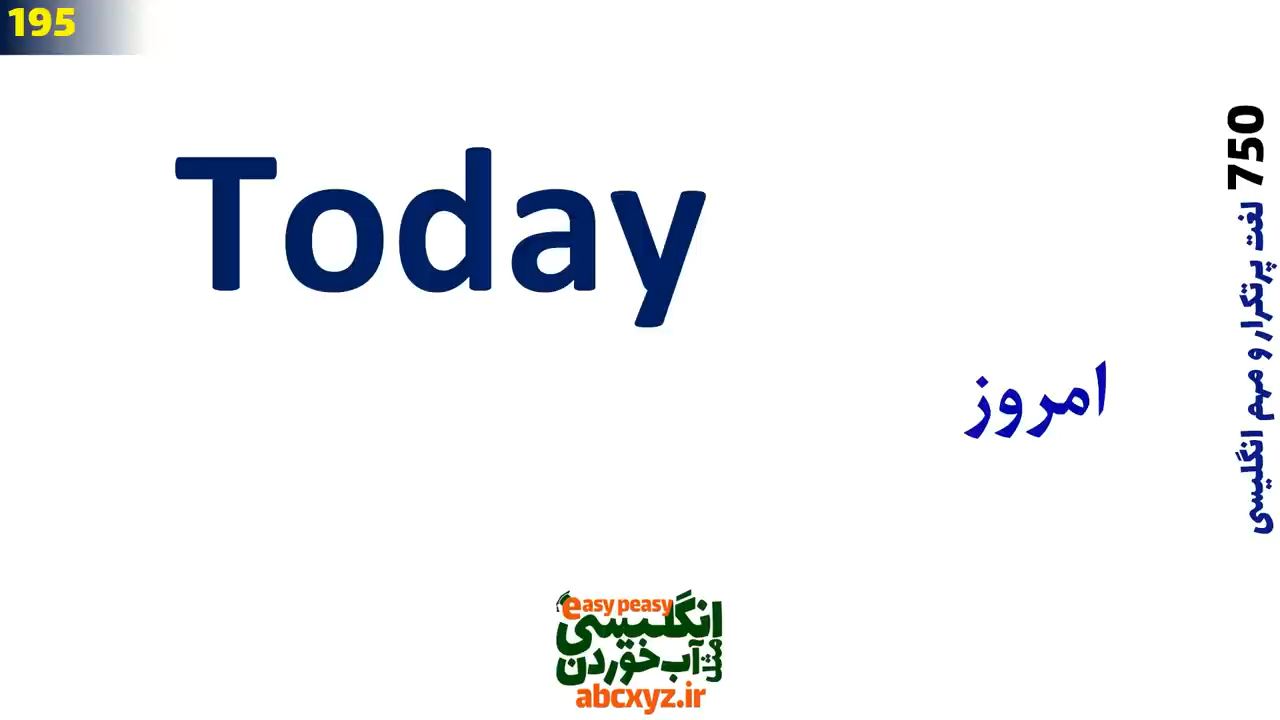 195
Today
امروز
750 لغت پرتکرار و مهم انگلیسی
easy peasy
انگلیسی
مثل آب خوردن
abcxyz.ir